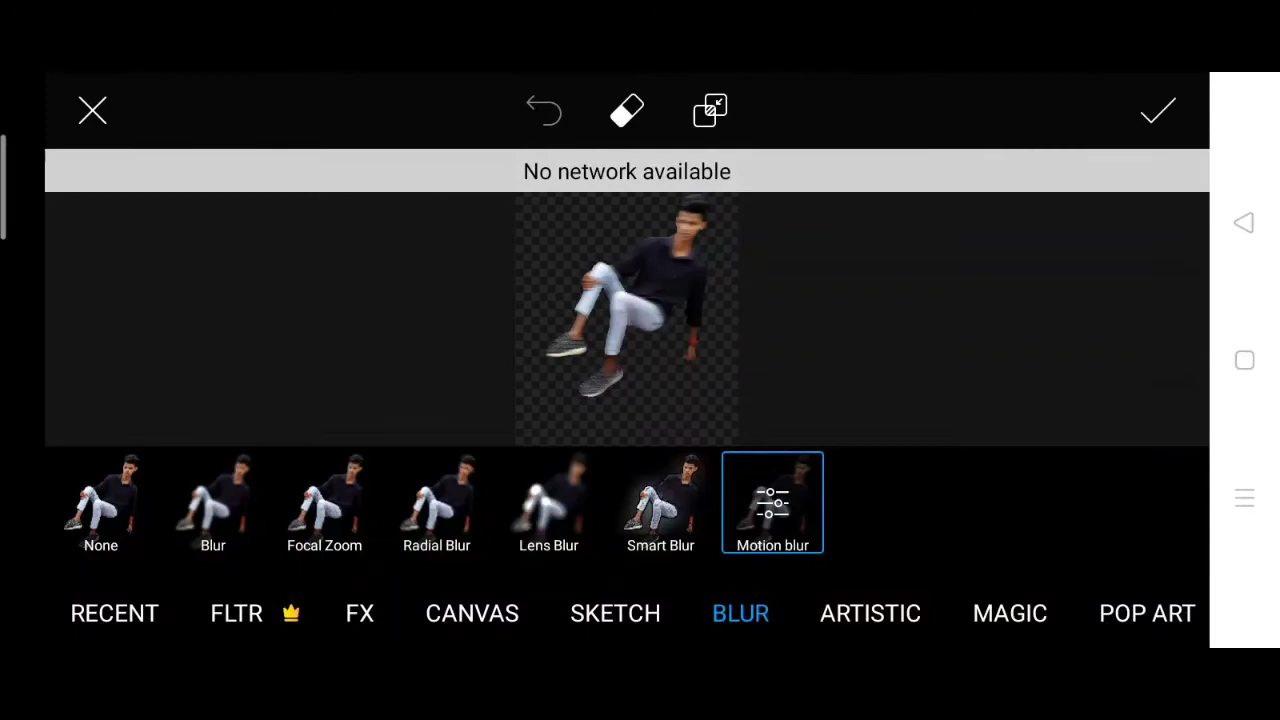 No network available
None Blur Focal Zoom Radial Blur Lens Blur Smart Blur Motion blur
RECENT FLTR FX CANVAS SKETCH BLUR ARTISTIC MAGIC POP ART